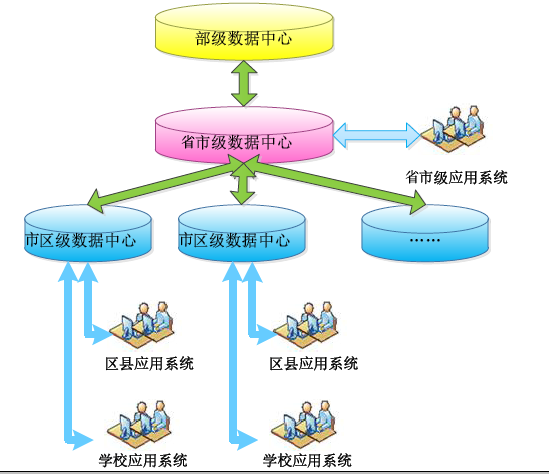 部级数据中心
省市级数据中心
省市级应用系统
市区级数据中心
市区级数据中心
……
区县应用系统
区县应用系统
学校应用系统
学校应用系统